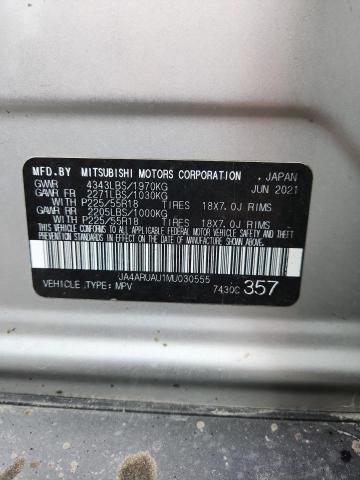 MFD.BY MITSUBISHI MOTORS CORPORATION , JAPAN
GVWR 4343LBS/1970KG JUN 2021
GAWR FR 2271LBS/1030KG
WITH P225/55R18 TIRES 18X7.0J RIMS
GAWR RR 2205LBS/1000KG
WITH P225/55R18 TIRES 18X7.0J RIMS
THIS VEHICLE CONFORMS TO ALL APPLICABLE FEDERAL
MOTOR VEHICLE SAFETY
STANDARDS IN EFFECT ON THE DATE OF MANUFACTURE SHOWN ABOVE.
JA4ARUAU1MU030555
VEHICLE .TYPE: MPV 7430C 357